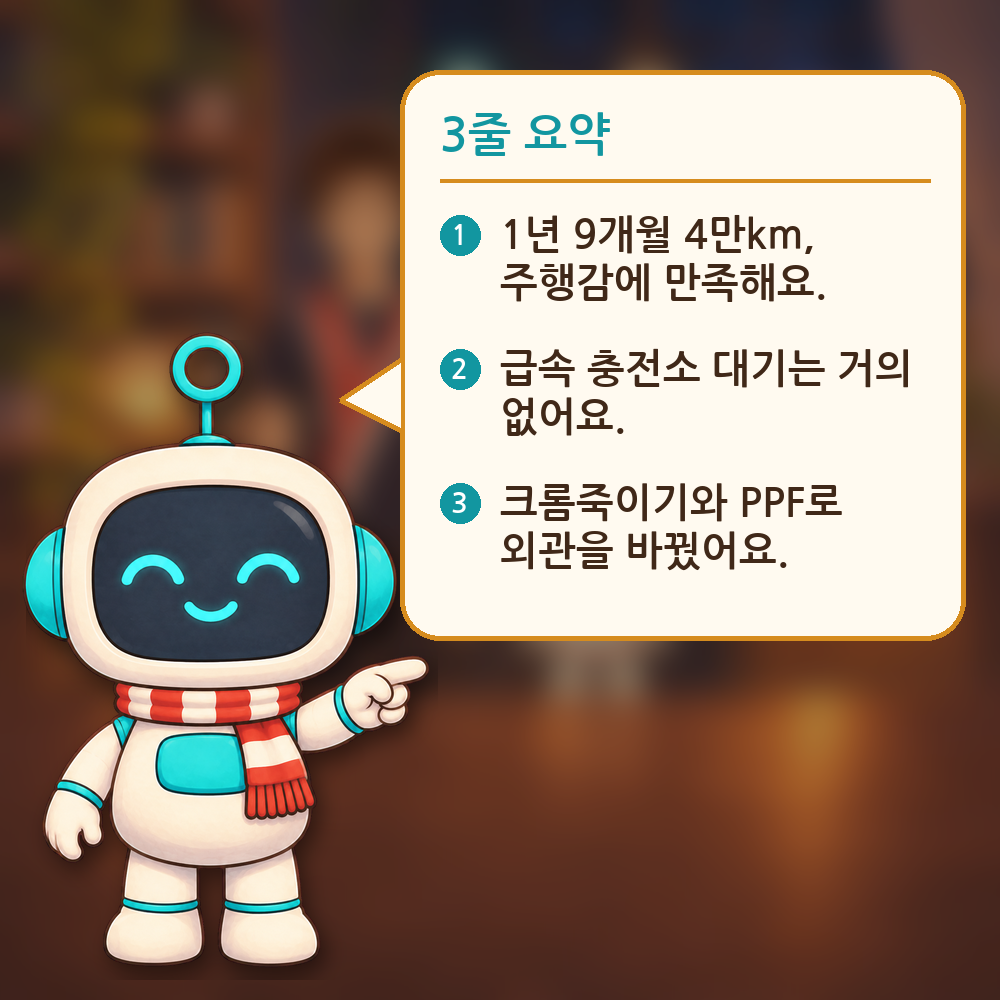 3줄 요약
1 1년 9개월 4만km,
주행감에 만족해요.
2 급속 충전소 대기는 거의
없어요.
3 크롬죽이기와 PPF로
외관을 바꿨어요.